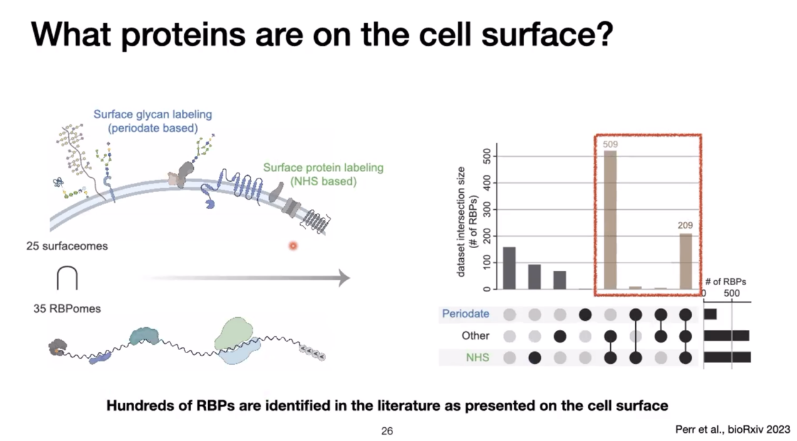 What proteins are on the cell surface?
Surface glycan labeling
(periodate based)
Surface protein labeling
(NHS based)
25 surfaceomes
∩
35 RBPomes
AAAA
dataset intersection size
(# of RBPs)
500
400
300
200
100
0
509
209
# of RBPs
0 500
Periodate
Other
NHS
Hundreds of RBPs are identified in the literature as presented on the cell surface
26
Perr et al., bioRxiv 2023